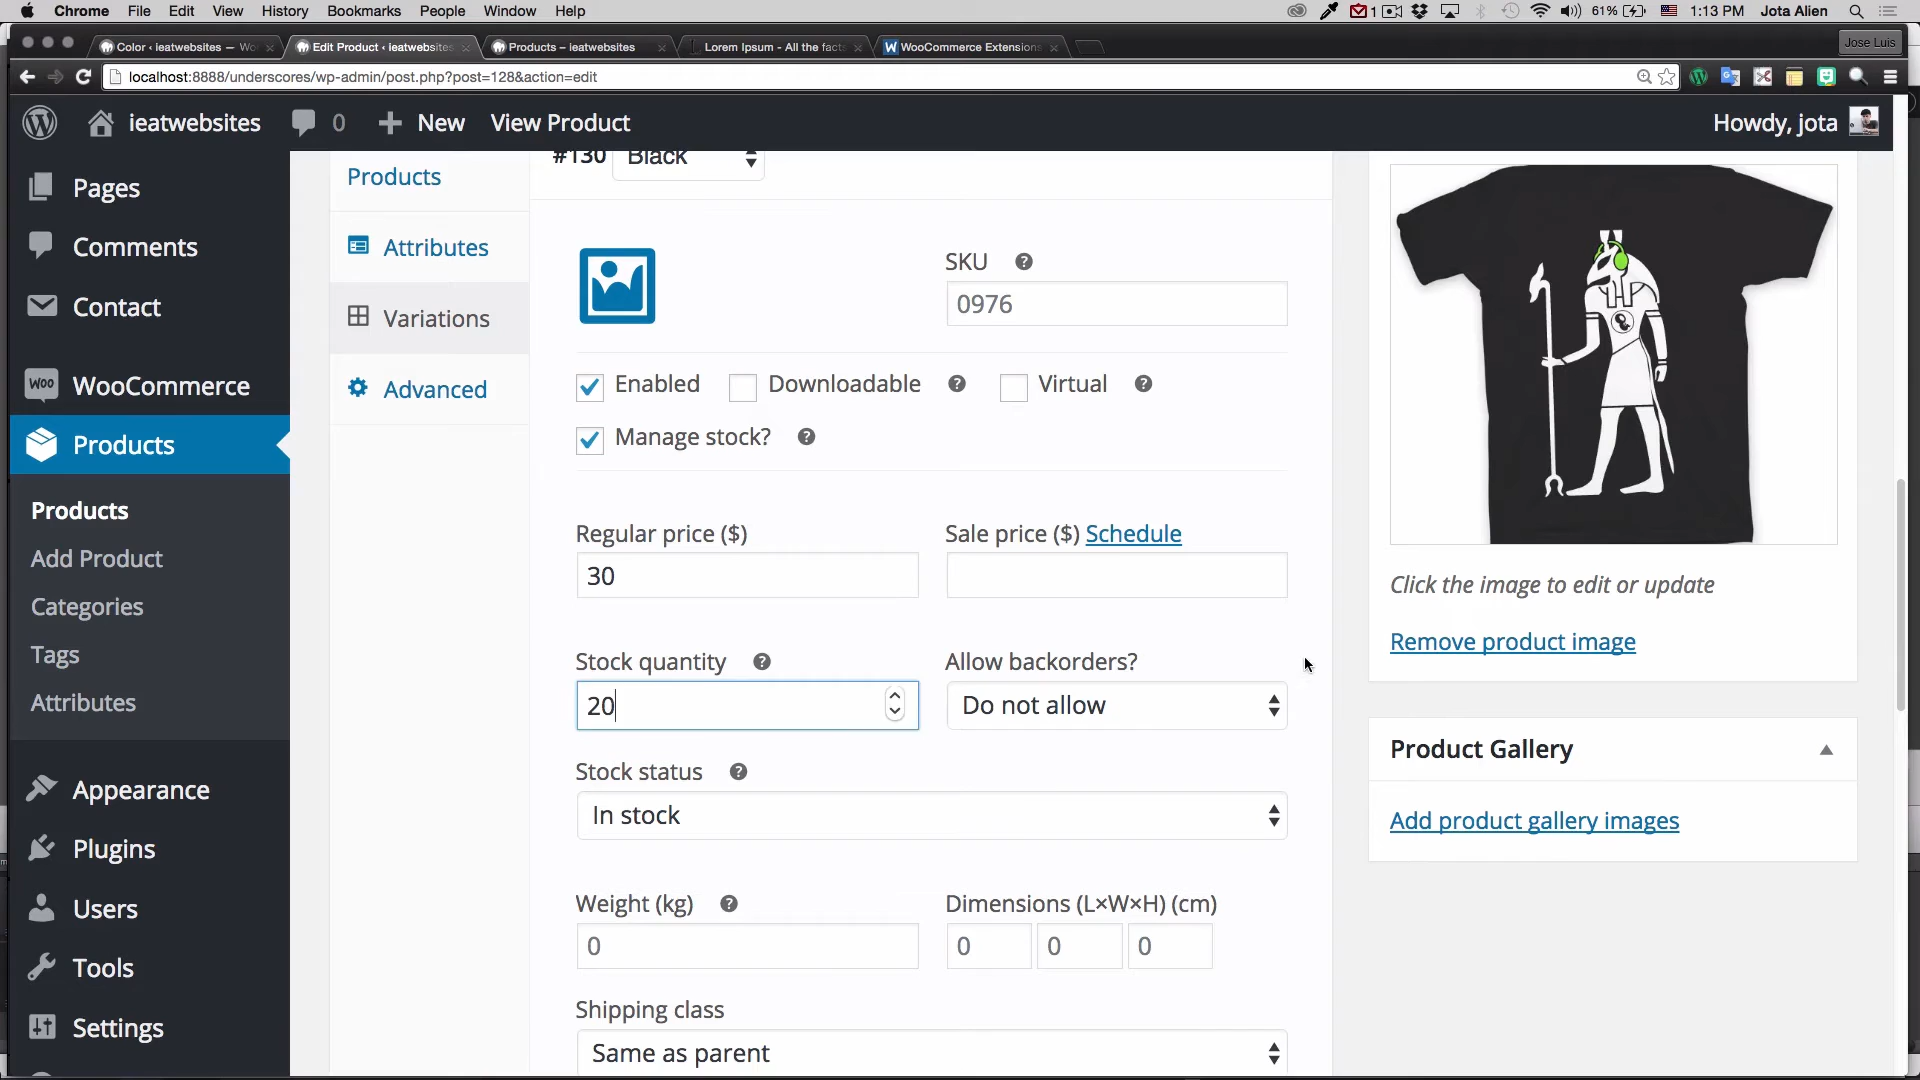 Chrome File Edit View History Bookmarks People Window Help 1 61% 1:13 PM Jota Alien
Color ‹ ieatwebsites — Wo Edit Product ‹ ieatwebsites Products – ieatwebsites Lorem Ipsum - All the facts WooCommerce Extensions Jose Luis
localhost:8888/underscores/wp-admin/post.php?post=128&action=edit
ieatwebsites 0 New View Product Howdy, jota
Pages
Comments
Contact
WooCommerce
Products
Products
Add Product
Categories
Tags
Attributes
Appearance
Plugins
Users
Tools
Settings
Products
Attributes
Variations
Advanced
#130 Black
SKU
0976
Enabled Downloadable Virtual
Manage stock?
Regular price ($) Sale price ($) Schedule
30
Stock quantity Allow backorders?
20 Do not allow
Stock status
In stock
Weight (kg) Dimensions (L×W×H) (cm)
0 0 0 0
Shipping class
Same as parent
Click the image to edit or update
Remove product image
Product Gallery
Add product gallery images